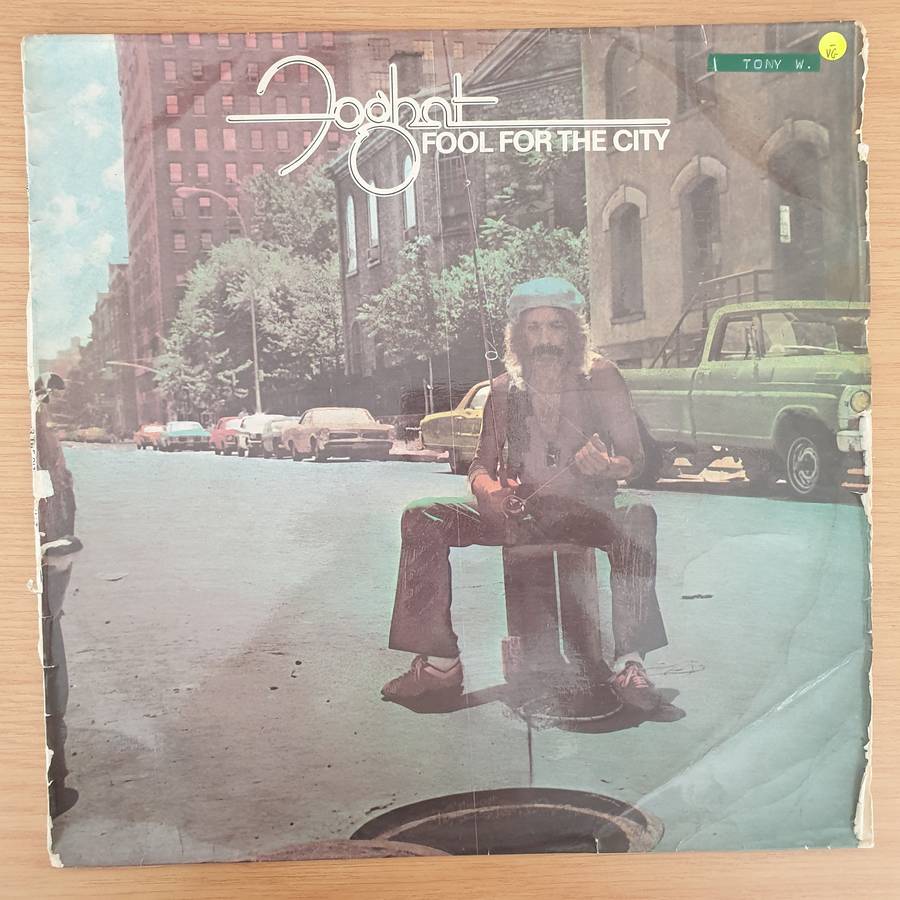 Foghat
FOOL FOR THE CITY
TONY W.
VG